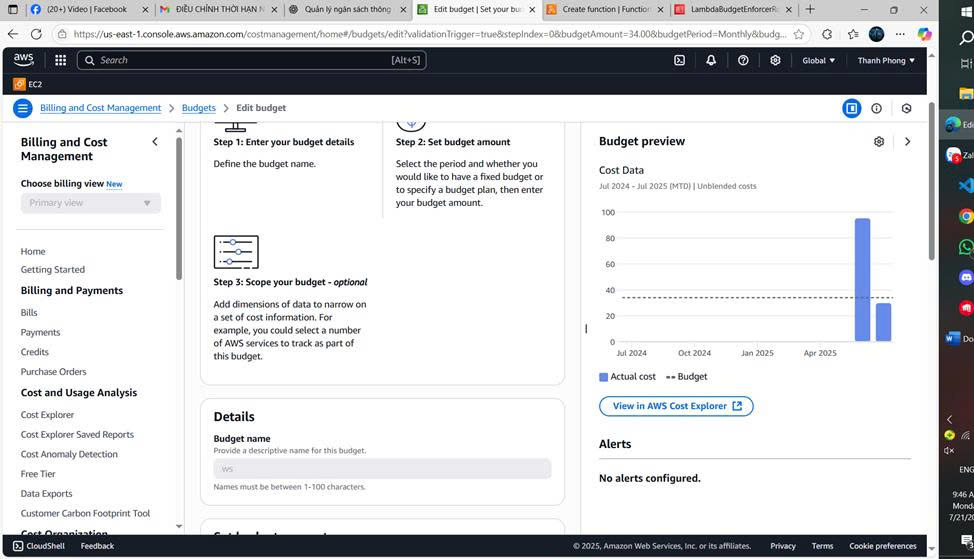 (20+) Video | Facebook
ĐIỀU CHỈNH THỜI HẠN N
Quản lý ngân sách thông
Edit budget | Set your bu
Create function | Function
LambdaBudgetEnforcerR
https://us-east-1.console.aws.amazon.com/costmanagement/home#/budgets/edit?validationTrigger=true&stepIndex=0&budgetAmount=34.00&budgetPeriod=Monthly&budg...
aws
Search
[Alt+S]
Global
Thanh Phong
EC2
Billing and Cost Management
Budgets
Edit budget
Billing and Cost
Management
Choose billing view New
Primary view
Home
Getting Started
Billing and Payments
Bills
Payments
Credits
Purchase Orders
Cost and Usage Analysis
Cost Explorer
Cost Explorer Saved Reports
Cost Anomaly Detection
Free Tier
Data Exports
Customer Carbon Footprint Tool
Cost Organization
Step 1: Enter your budget details
Define the budget name.
Step 2: Set budget amount
Select the period and whether you
would like to have a fixed budget or
to specify a budget plan, then enter
your budget amount.
Step 3: Scope your budget - optional
Add dimensions of data to narrow on
a set of cost information. For
example, you could select a number
of AWS services to track as part of
this budget.
Details
Budget name
Provide a descriptive name for this budget.
ws
Names must be between 1-100 characters.
Budget preview
Cost Data
Jul 2024 - Jul 2025 (MTD) | Unblended costs
100
80
60
40
20
0
Jul 2024
Oct 2024
Jan 2025
Apr 2025
Actual cost
Budget
View in AWS Cost Explorer
Alerts
No alerts configured.
CloudShell
Feedback
© 2025, Amazon Web Services, Inc. or its affiliates.
Privacy
Terms
Cookie preferences
Edi
Zal
Do
ENG
9:46 A
Monda
7/21/20